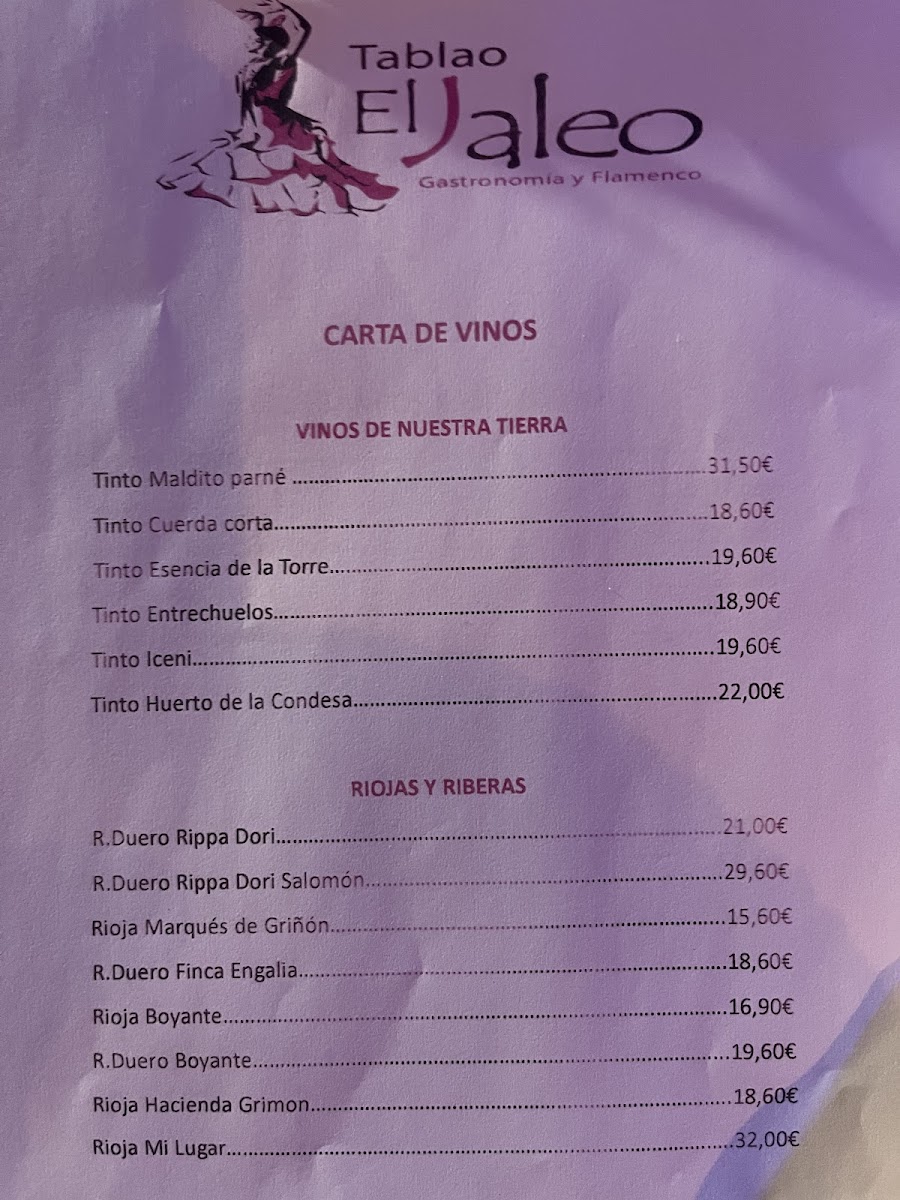 Tablao
El Jaleo
Gastronomía y Flamenco
CARTA DE VINOS
VINOS DE NUESTRA TIERRA
Tinto Maldito parné ........................................................31,50€
Tinto Cuerda corta........................................................18,60€
Tinto Esencia de la Torre........................................................19,60€
Tinto Entrechuelos........................................................18,90€
Tinto Iceni........................................................19,60€
Tinto Huerto de la Condesa........................................................22,00€
RIOJAS Y RIBERAS
R.Duero Rippa Dori........................................................21,00€
R.Duero Rippa Dori Salomón........................................................29,60€
Rioja Marqués de Griñón........................................................15,60€
R.Duero Finca Engalia........................................................18,60€
Rioja Boyante........................................................16,90€
R.Duero Boyante........................................................19,60€
Rioja Hacienda Grimon........................................................18,60€
Rioja Mi Lugar........................................................32,00€